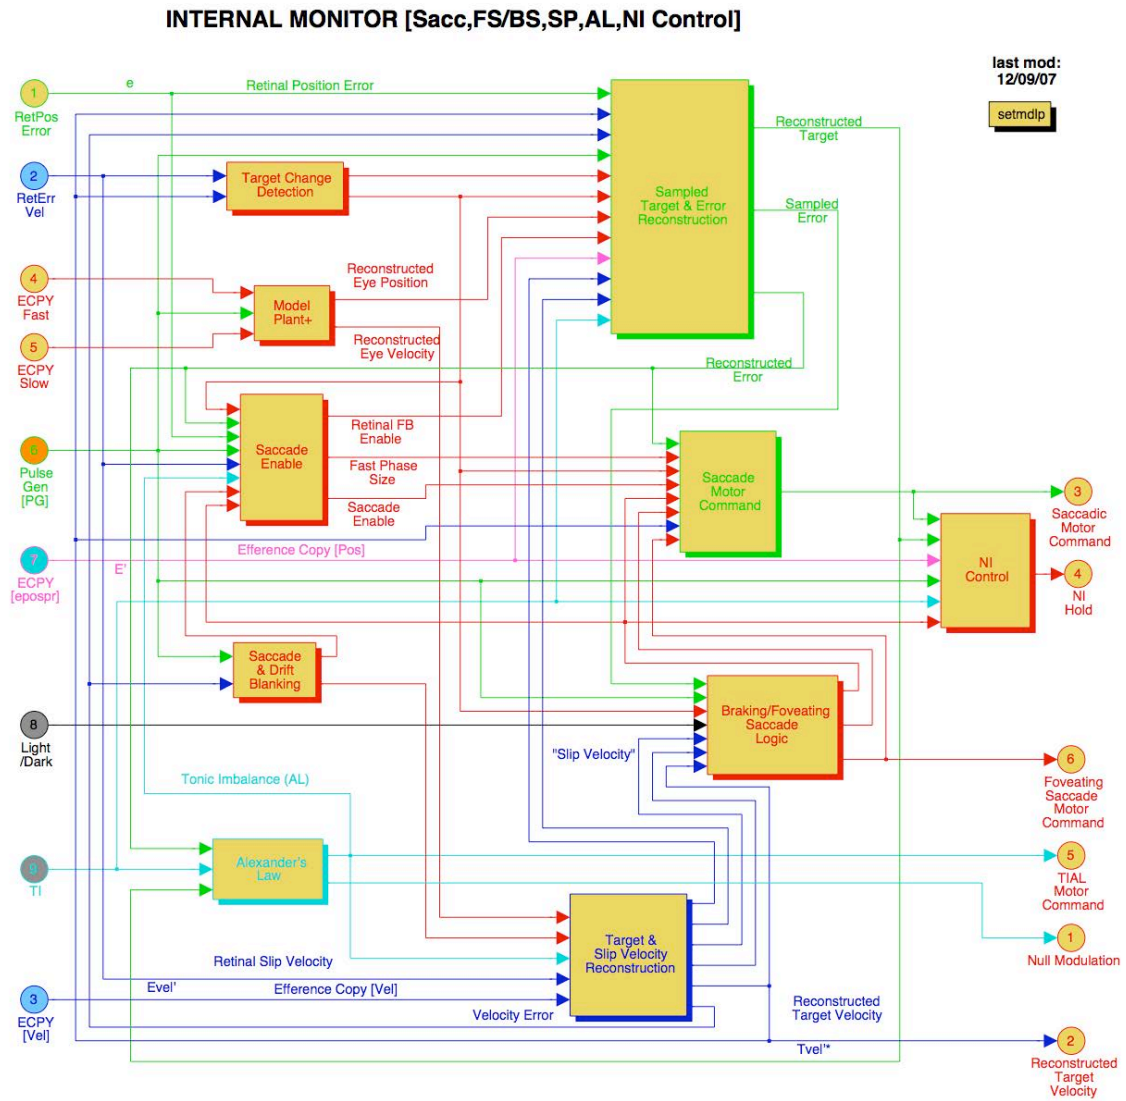 INTERNAL MONITOR [Sacc,FS/BS,SP,AL,NI Control]
last mod:
12/09/07
setmdlp
1
RetPos
Error
e
Retinal Position Error
2
RetErr
Vel
Target Change
Detection
Sampled
Target & Error
Reconstruction
Reconstructed
Target
Sampled
Error
4
ECPY
Fast
5
ECPY
Slow
Model
Plant+
Reconstructed
Eye Position
Reconstructed
Eye Velocity
Reconstructed
Error
6
Pulse
Gen
[PG]
Saccade
Enable
Retinal FB
Enable
Fast Phase
Size
Saccade
Enable
Saccade
Motor
Command
3
Saccadic
Motor
Command
7
ECPY
[epospr]
E'
Efference Copy [Pos]
NI
Control
4
NI
Hold
Saccade
& Drift
Blanking
8
Light
/Dark
Braking/Foveating
Saccade
Logic
"Slip Velocity"
6
Foveating
Saccade
Motor
Command
Tonic Imbalance (AL)
9
TI
Alexander's
Law
5
TIAL
Motor
Command
1
Null Modulation
Target &
Slip Velocity
Reconstruction
Retinal Slip Velocity
Evel'
Efference Copy [Vel]
3
ECPY
[Vel]
Velocity Error
Reconstructed
Target Velocity
Tvel'*
2
Reconstructed
Target
Velocity